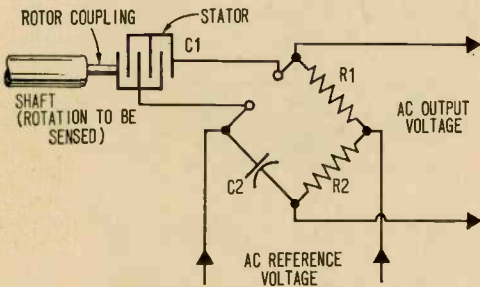 ROTOR COUPLING
STATOR
C1
SHAFT
(ROTATION TO BE
SENSED)
R1
AC OUTPUT
VOLTAGE
C2
R2
AC REFERENCE
VOLTAGE